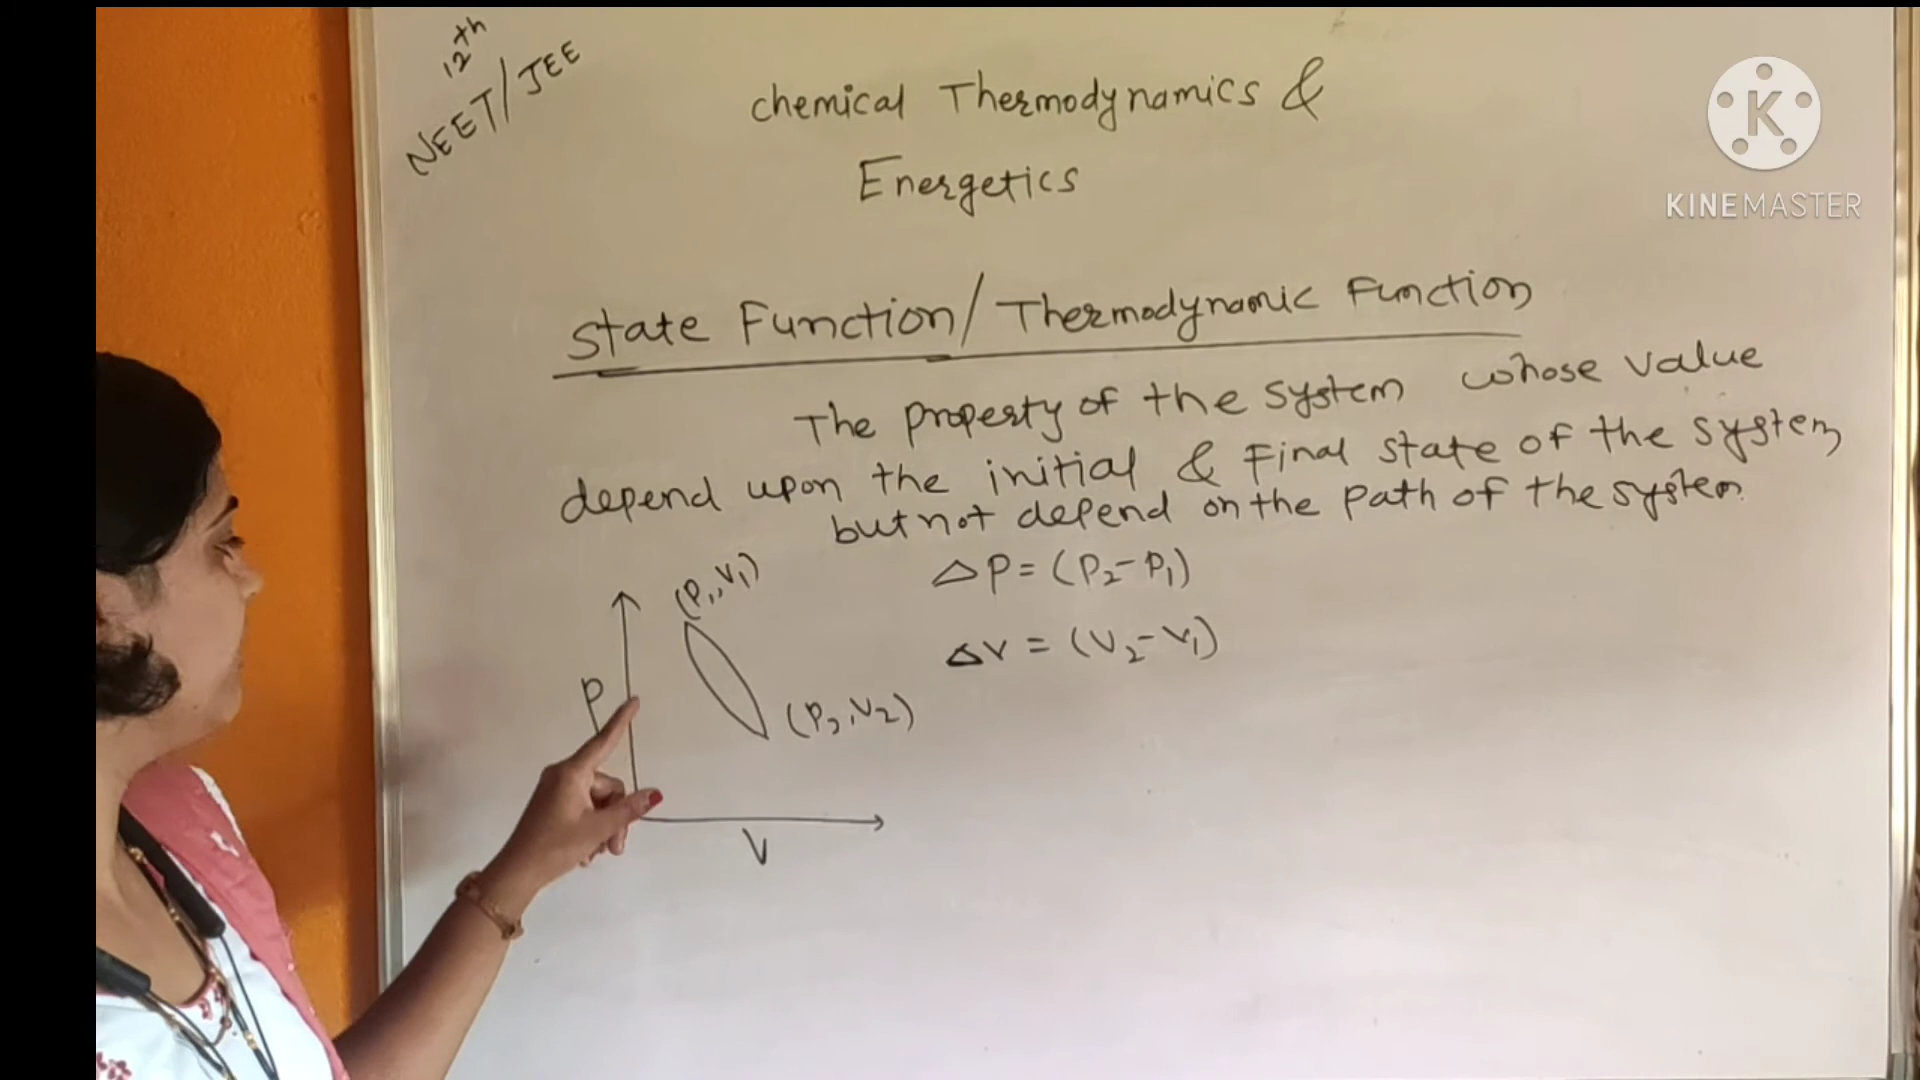 12th
NEET/JEE
chemical Thermodynamics &
Energetics
KINEMASTER
State Function/Thermodynamic Function
The property of the system whose value
depend upon the initial & Final state of the system
but not depend on the path of the system.
(P1,V1)
ΔP = (P2-P1)
ΔV = (V2-V1)
P
(P2,V2)
V